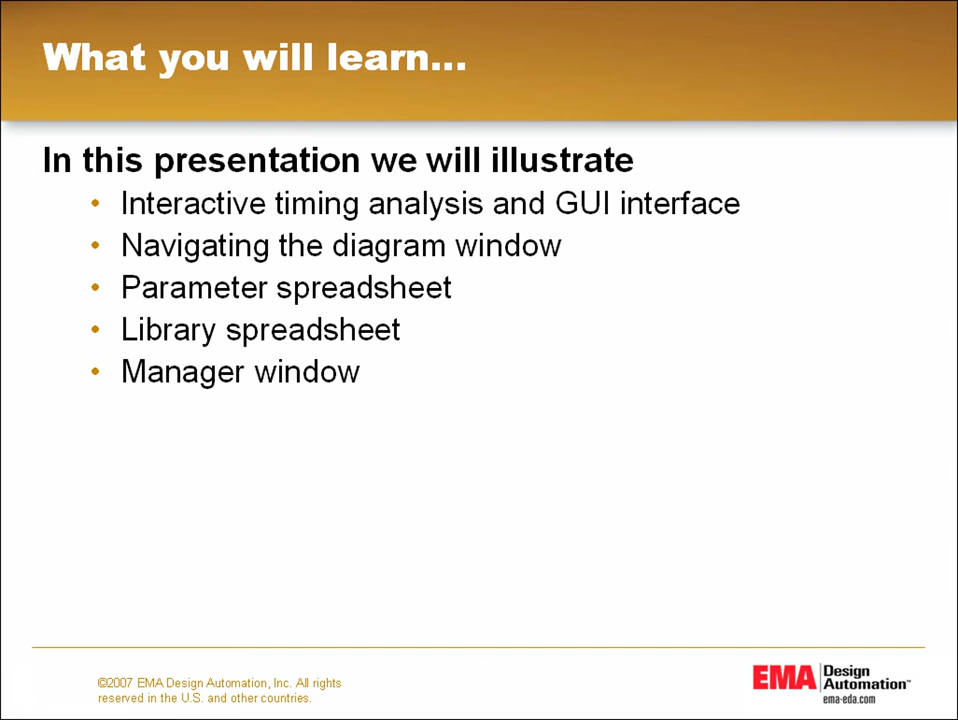 What you will learn...
In this presentation we will illustrate
• Interactive timing analysis and GUI interface
• Navigating the diagram window
• Parameter spreadsheet
• Library spreadsheet
• Manager window
©2007 EMA Design Automation, Inc. All rights
reserved in the U.S. and other countries.
EMA Design
Automation™
ema-eda.com